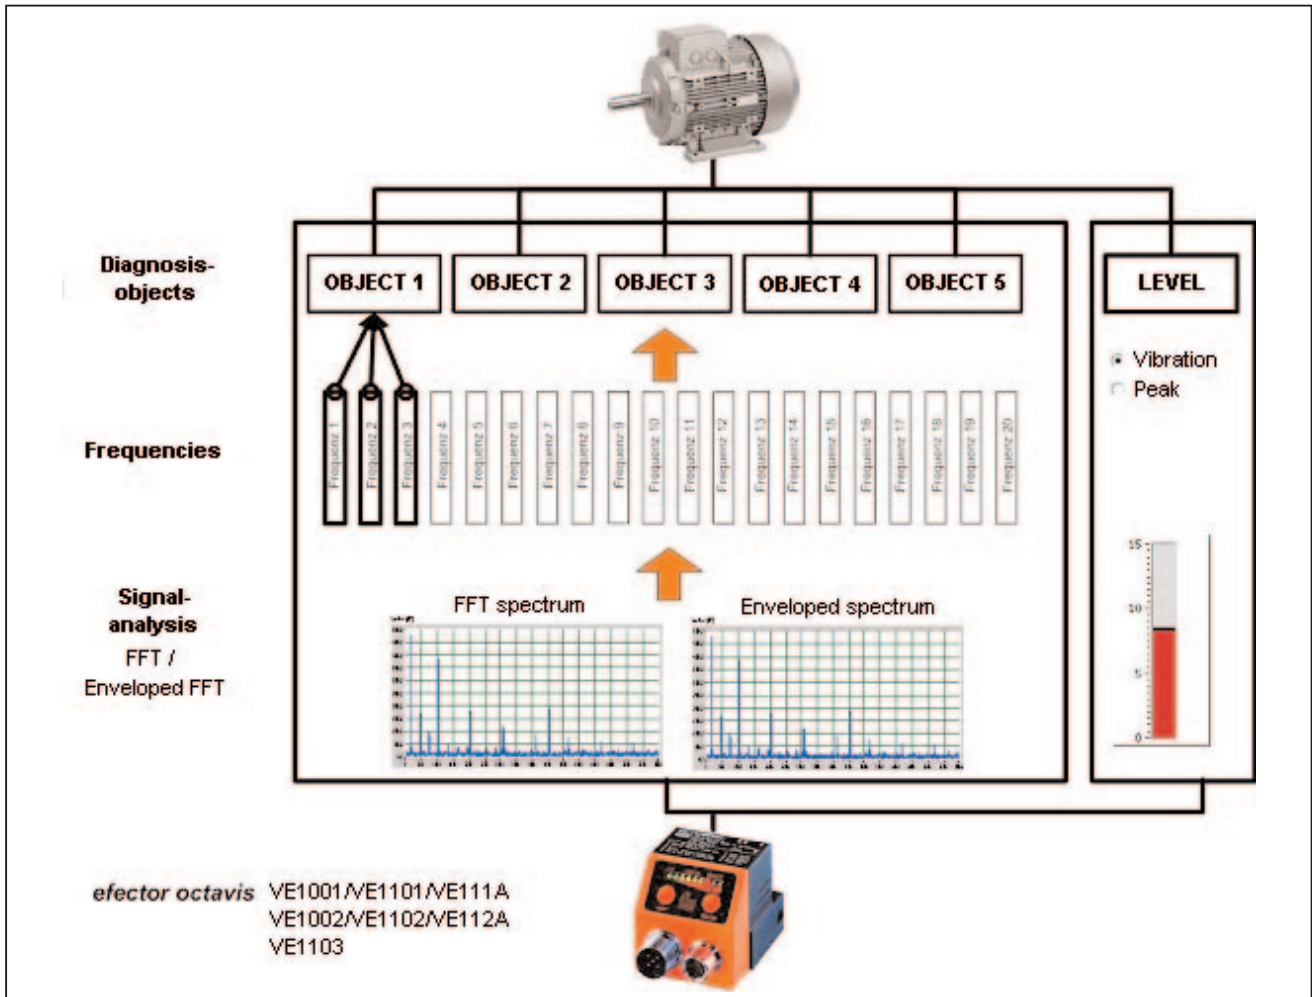 Diagnosis-
objects
OBJECT 1
OBJECT 2
OBJECT 3
OBJECT 4
OBJECT 5
LEVEL
Vibration
Peak
Frequencies
Frequenz 1
Frequenz 2
Frequenz 3
Frequenz 4
Frequenz 5
Frequenz 6
Frequenz 7
Frequenz 8
Frequenz 9
Frequenz 10
Frequenz 11
Frequenz 12
Frequenz 13
Frequenz 14
Frequenz 15
Frequenz 16
Frequenz 17
Frequenz 18
Frequenz 19
Frequenz 20
Signal-
analysis
FFT /
Enveloped FFT
FFT spectrum
Enveloped spectrum
15
10
5
0
efector octavis VE1001/VE1101/VE111A
VE1002/VE1102/VE112A
VE1103